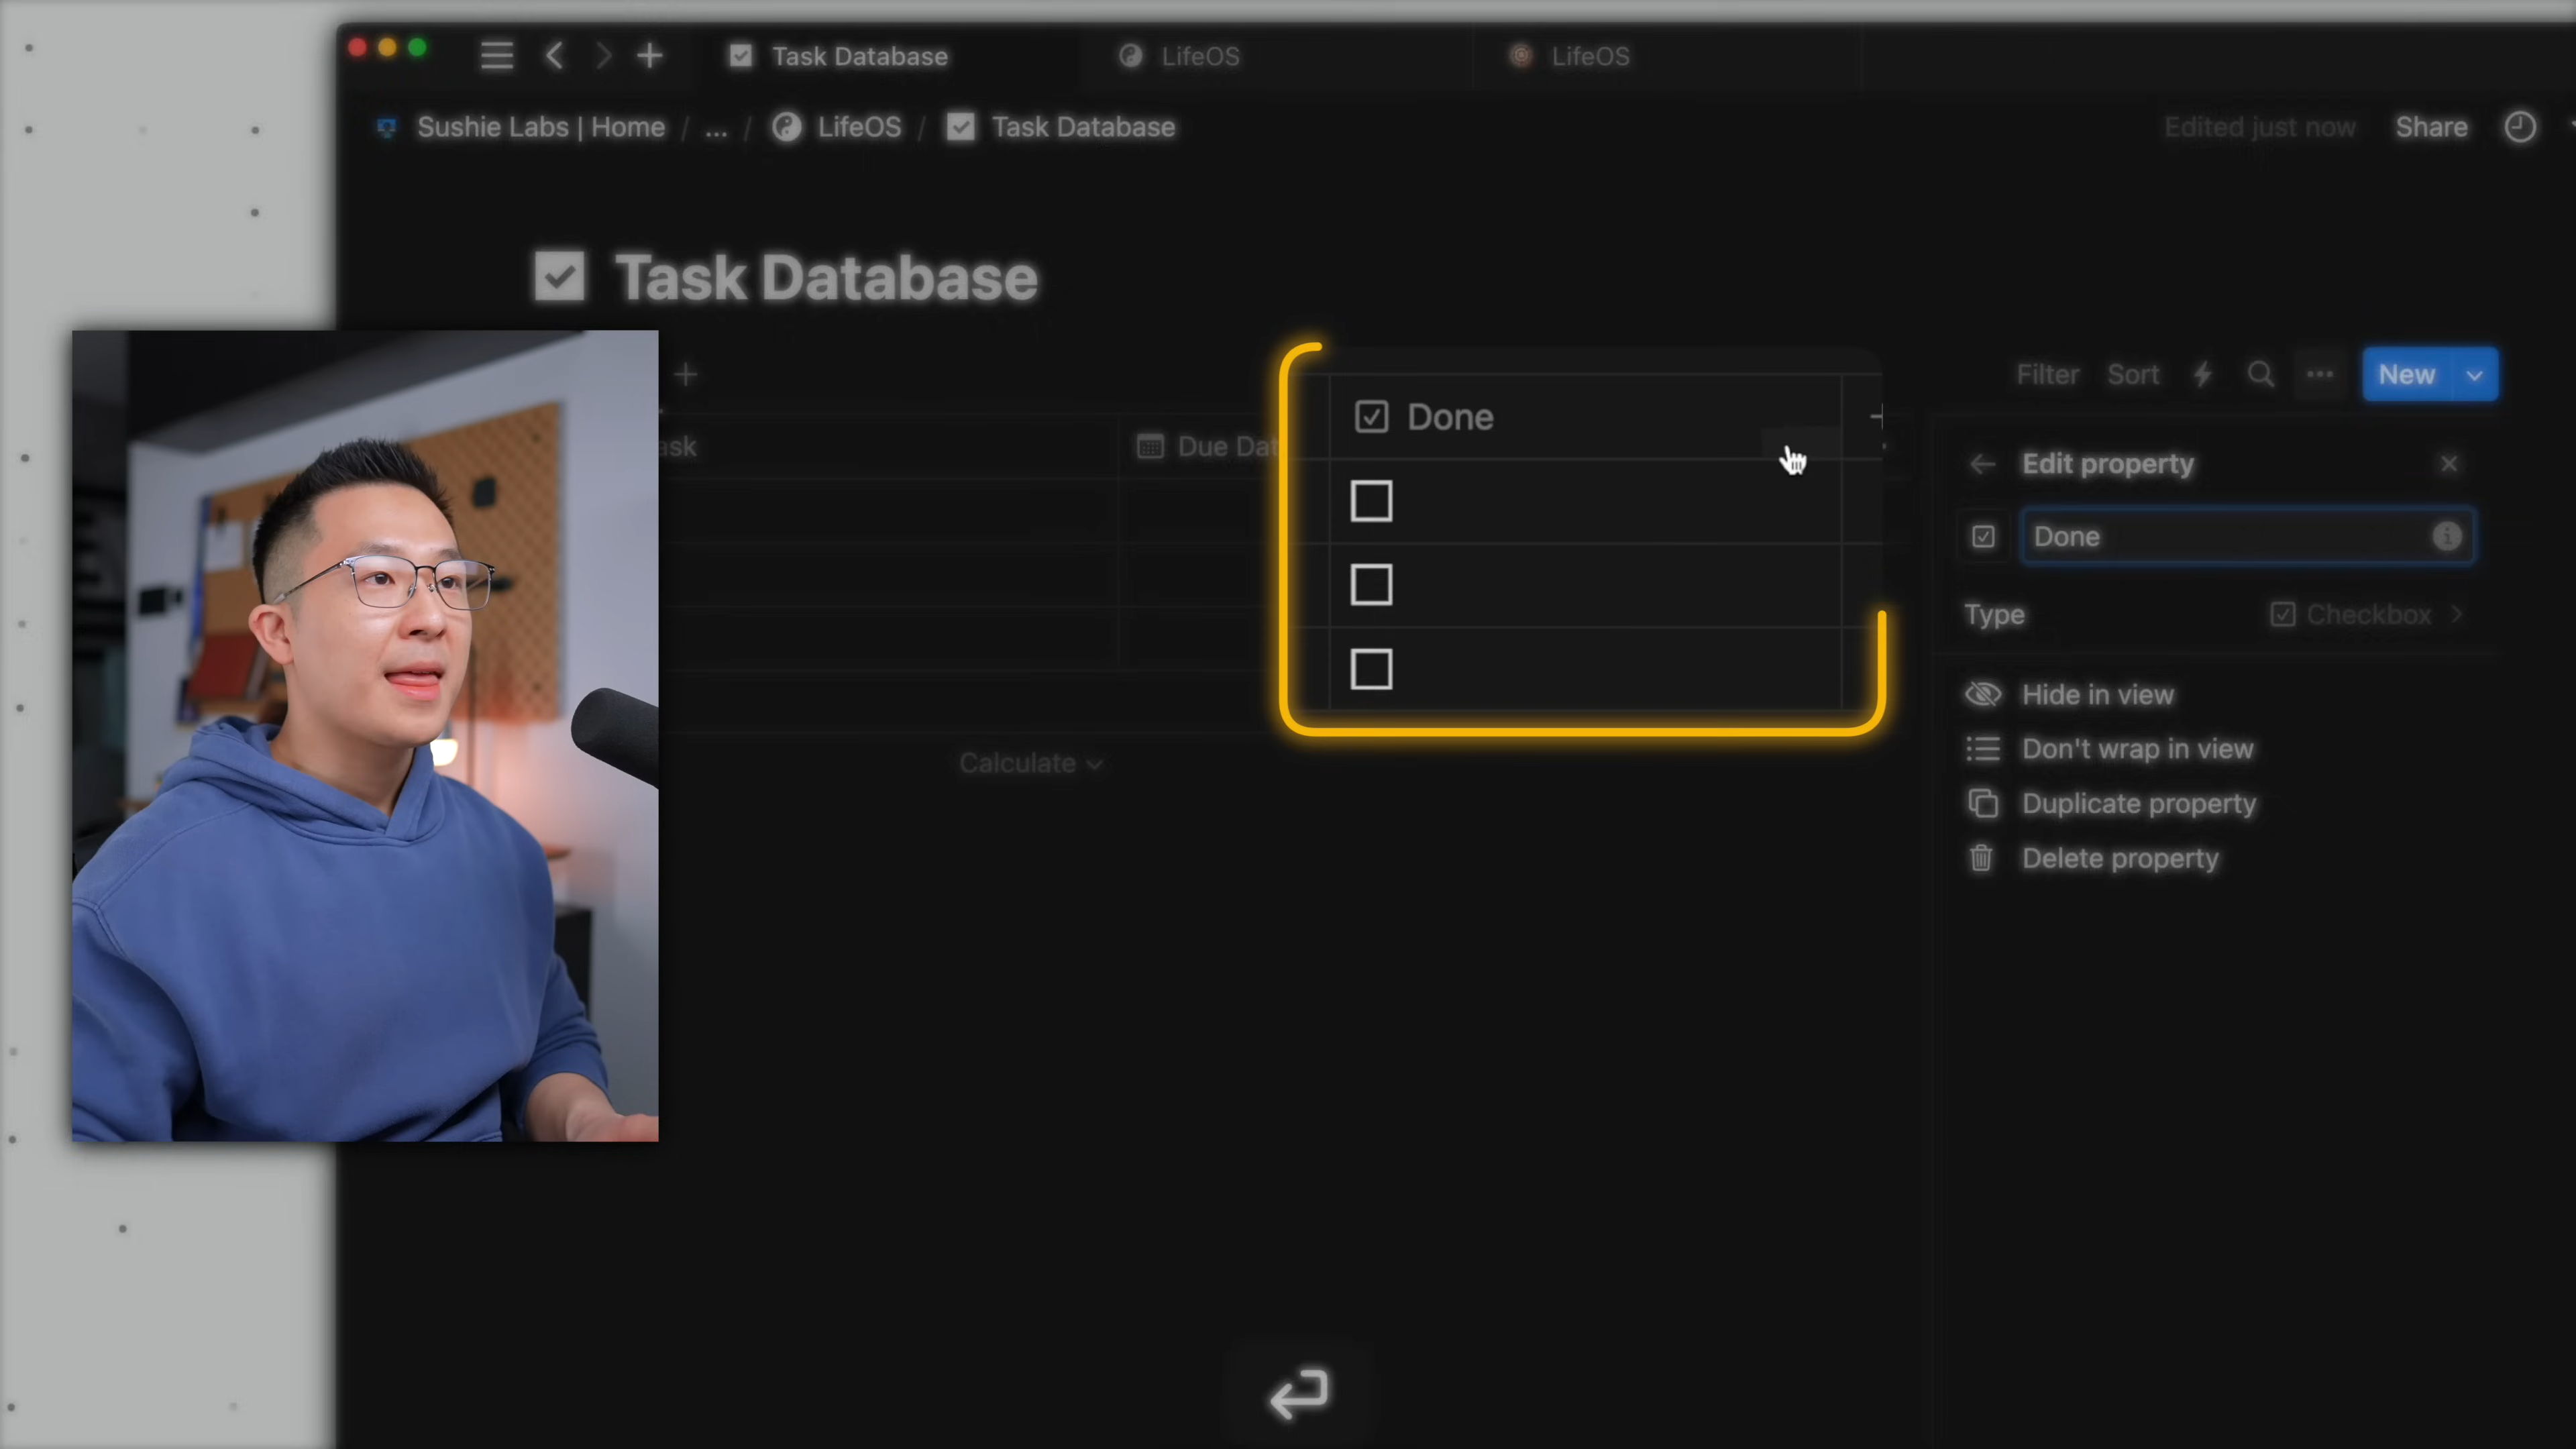 Task Database
LifeOS
LifeOS
Sushie Labs | Home / ... / LifeOS / Task Database
Edited just now
Share
Task Database
Filter
Sort
New
ask
Due Dat
Done
Edit property
Done
Type
Checkbox
Hide in view
Don't wrap in view
Duplicate property
Delete property
Calculate